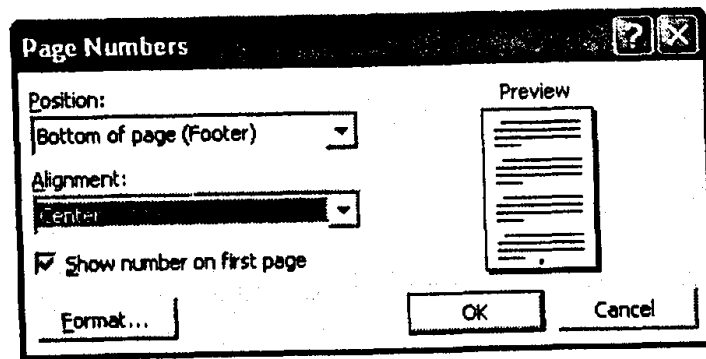 Page Numbers
Position:
Bottom of page (Footer)
Alignment:
Center
Show number on first page
Format...
Preview
OK
Cancel